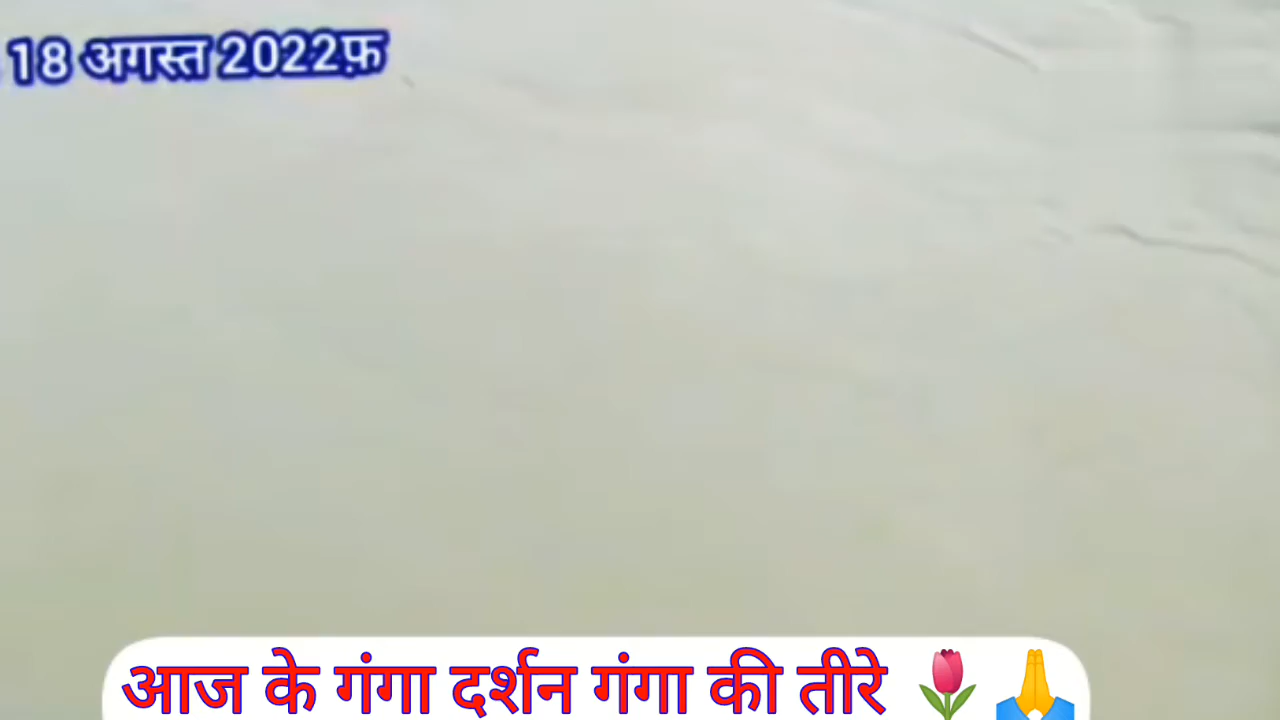 18 अगस्त 2022फ़
आज के गंगा दर्शन गंगा की तीरे 🌷🙏